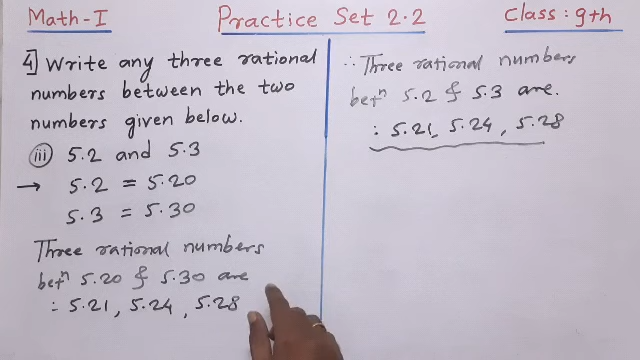 Math-I
Practice Set 2.2
Class: 9th
4] Write any three rational
numbers between the two
numbers given below.
(iii) 5.2 and 5.3
→ 5.2 = 5.20
5.3 = 5.30
Three rational numbers
betⁿ 5.20 & 5.30 are
: 5.21, 5.24, 5.28
∴ Three rational numbers
betⁿ 5.2 & 5.3 are.
: 5.21, 5.24, 5.28